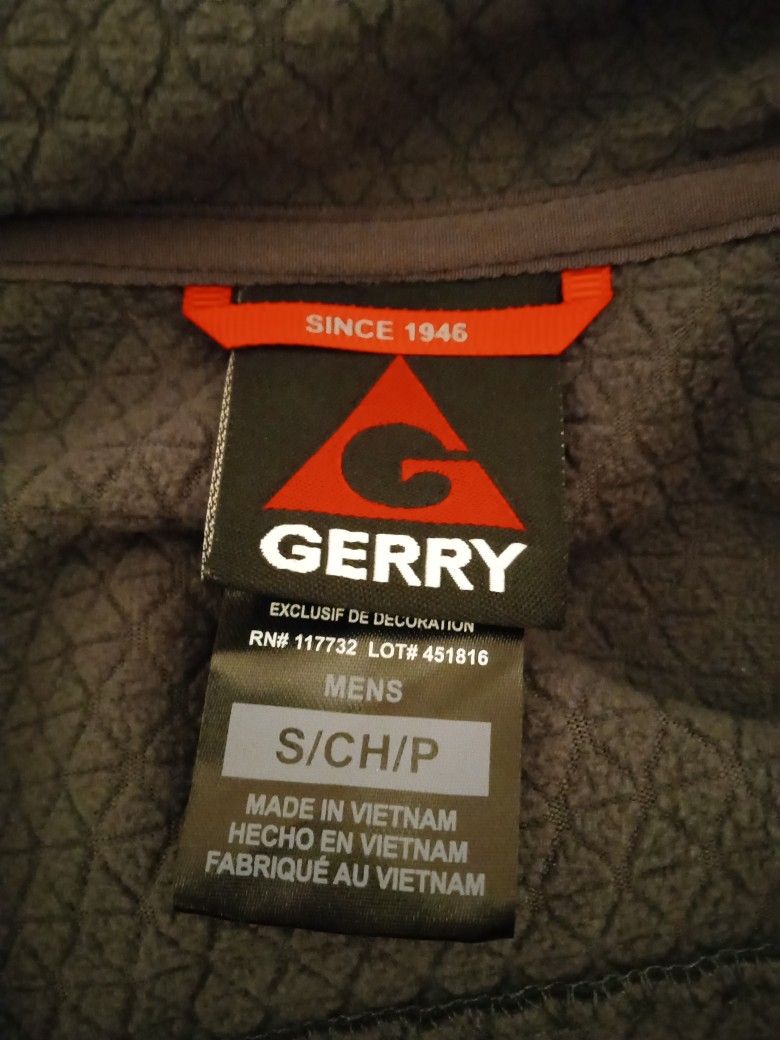 SINCE 1946
G
GERRY
EXCLUSIF DE DECORATION
RN# 117732 LOT# 451816
MENS
S/CH/P
MADE IN VIETNAM
HECHO EN VIETNAM
FABRIQUÉ AU VIETNAM